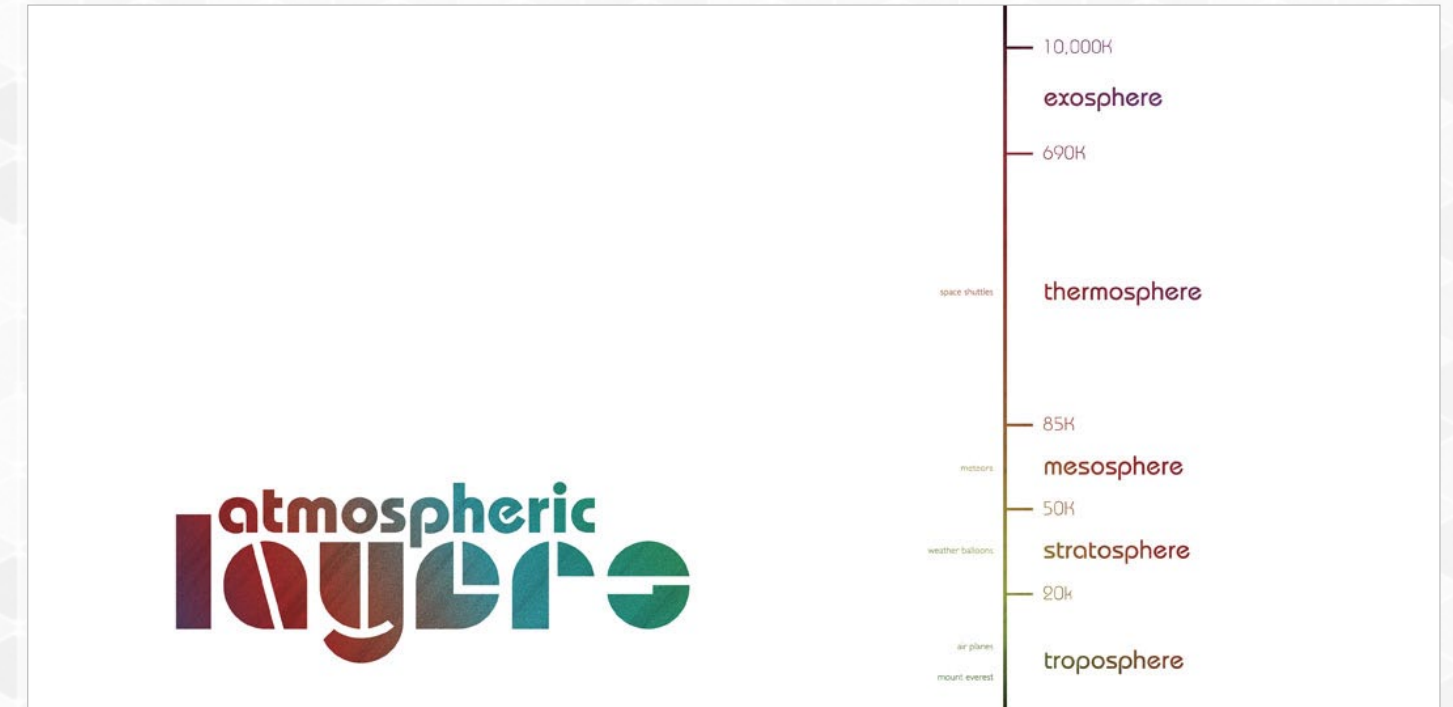 10,000K
exosphere
690K
space shuttles
thermosphere
85K
meteors
mesosphere
50K
weather balloons
stratosphere
20k
air planes
troposphere
mount everest
atmospheric
layers